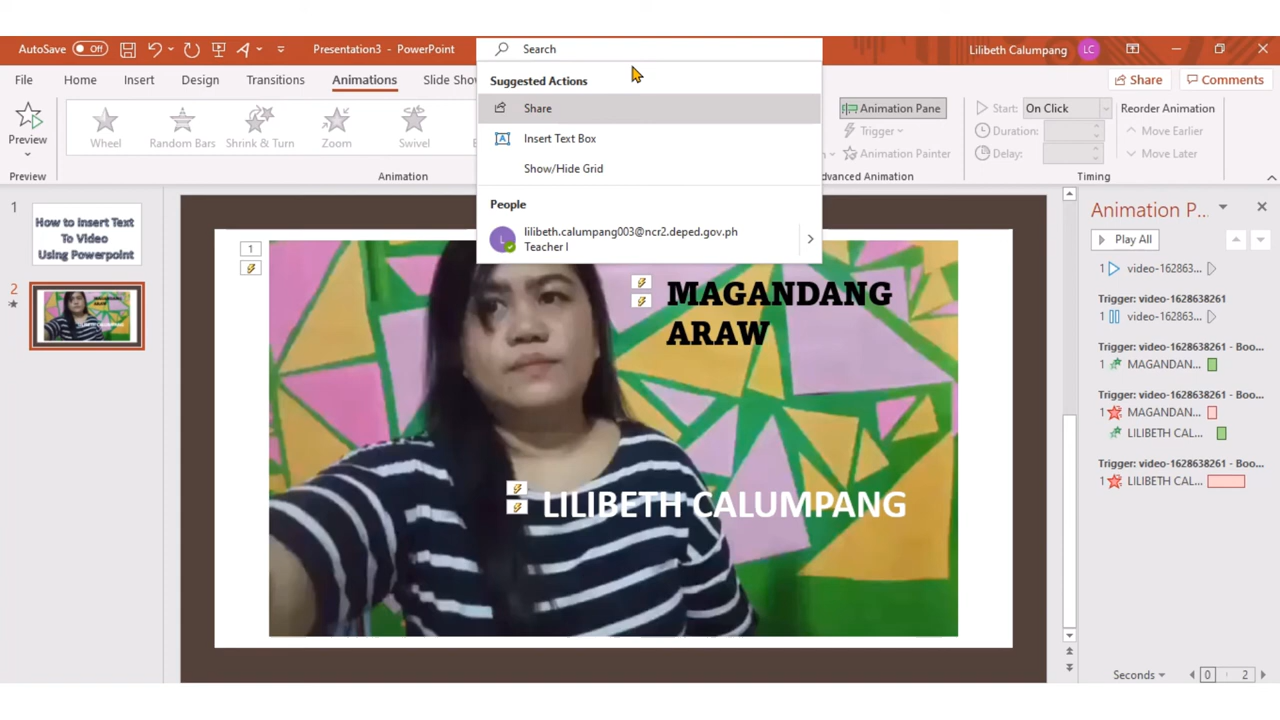 AutoSave Off Presentation3 - PowerPoint Search Lilibeth Calumpang LC
File Home Insert Design Transitions Animations Slide Sho Share Comments
Suggested Actions
Share
Insert Text Box
Show/Hide Grid
People
L lilibeth.calumpang003@ncr2.deped.gov.ph
Teacher I
Preview Wheel Random Bars Shrink & Turn Zoom Swivel
Animation Pane Start: On Click Reorder Animation
Trigger Duration: Move Earlier
Animation Painter Delay: Move Later
Preview Animation dvanced Animation Timing
1
How to Insert Text
To Video
Using Powerpoint
2
MAGANDANG
ARAW
LILIBETH CALUMPANG
1
MAGANDANG
ARAW
LILIBETH CALUMPANG
Animation P...
Play All
1 video-162863...
Trigger: video-1628638261
1 video-162863...
Trigger: video-1628638261 - Boo...
1 MAGANDAN...
Trigger: video-1628638261 - Boo...
1 MAGANDAN...
LILIBETH CAL...
Trigger: video-1628638261 - Boo...
1 LILIBETH CAL...
Seconds 0 2